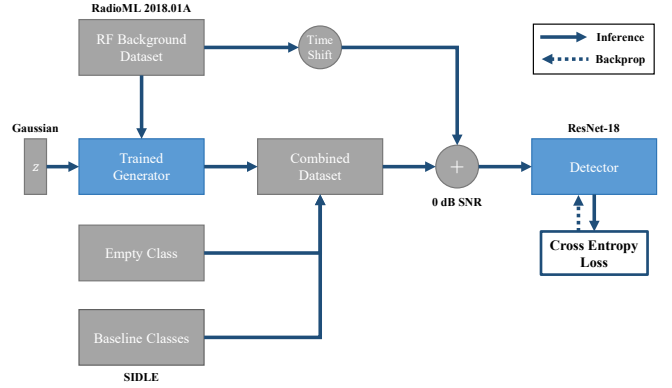 RadioML 2018.01A
RF Background
Dataset
Time
Shift
Inference
Backprop
Gaussian
z
Trained
Generator
Combined
Dataset
+
0 dB SNR
ResNet-18
Detector
Empty Class
Cross Entropy
Loss
Baseline Classes
SIDLE